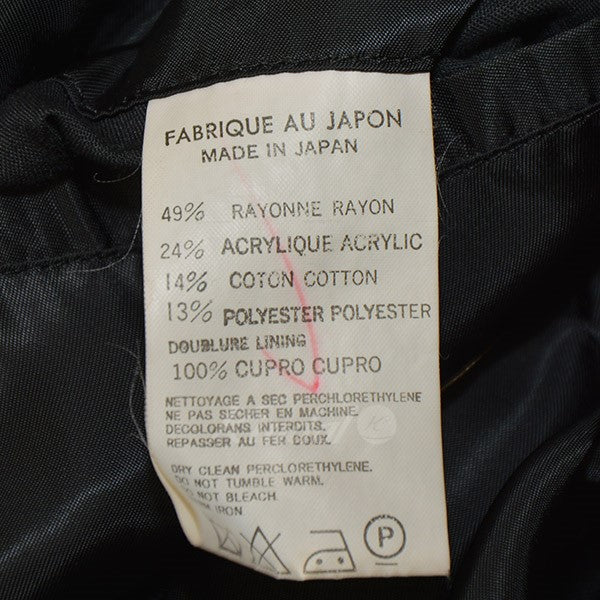 FABRIQUE AU JAPON
MADE IN JAPAN
49% RAYONNE RAYON
24% ACRYLIQUE ACRYLIC
14% COTON COTTON
13% POLYESTER POLYESTER
DOUBLURE LINING
100% CUPRO CUPRO
NETTOYAGE A SEC PERCHLORETHYLENE
NE PAS SECHER EN MACHINE.
DECOLORANS INTERDITS.
REPASSER AU FER DOUX.
DRY CLEAN PERCLORETHYLENE.
DO NOT TUMBLE WARM.
DO NOT BLEACH.
IRON
P